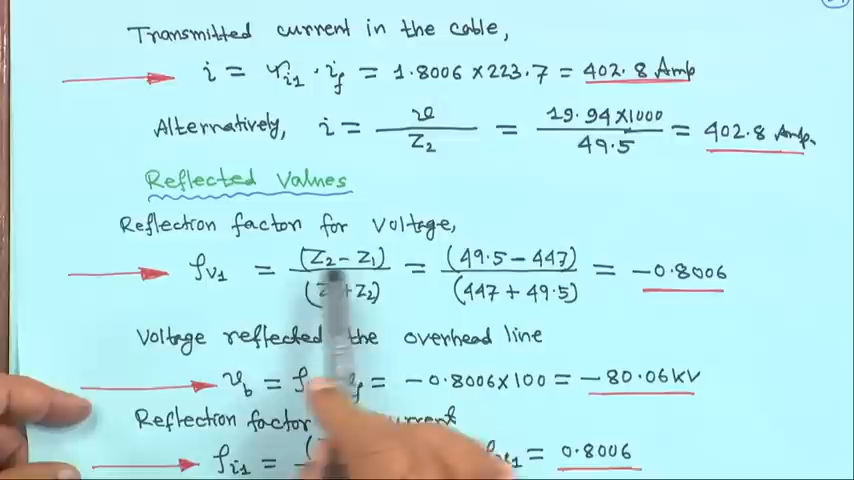 Transmitted current in the cable,
i = τi1 · if = 1.8006 × 223.7 = 402.8 Amp
Alternatively, i = v / Z2 = 19.94×1000 / 49.5 = 402.8 Amp.
Reflected Values
Reflection factor for voltage,
ρv1 = (Z2 - Z1) / ( + Z2) = (49.5 - 447) / (447 + 49.5) = -0.8006
Voltage reflected the overhead line
vb = f = -0.8006×100 = -80.06 kV
Reflection factor current
ρi1 = = 0.8006